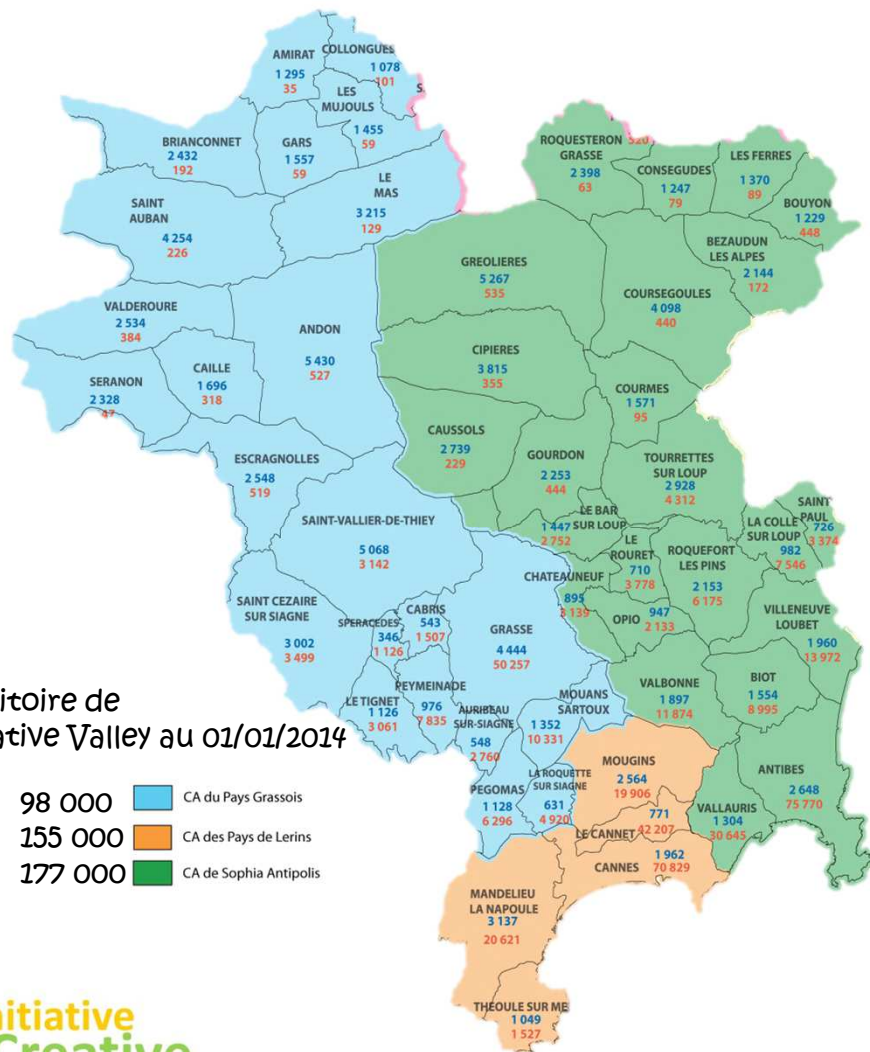 AMIRAT
1 295
35
COLLONGUES
1 078
101
S
LES
MUJOULS
1 455
59
BRIANCONNET
2 432
192
GARS
1 557
59
LE
MAS
3 215
129
SAINT
AUBAN
4 254
226
ROQUESTERON
GRASSE
2 398
63
520
CONSEGUDES
1 247
79
LES FERRES
1 370
89
BOUYON
1 229
448
BEZAUDUN
LES ALPES
2 144
172
GREOLIERES
5 267
535
COURSEGOULES
4 098
440
VALDEROURE
2 534
384
ANDON
5 430
527
CIPIERES
3 815
355
SERANON
2 328
47
CAILLE
1 696
318
COURMES
1 571
95
CAUSSOLS
2 739
229
GOURDON
2 253
444
TOURRETTES
SUR LOUP
2 928
4 312
ESCRAGNOLLES
2 548
519
SAINT-VALLIER-DE-THIEY
5 068
3 142
LE BAR
SUR LOUP
1 447
2 752
LE
ROURET
710
3 778
ROQUEFORT
LES PINS
2 153
6 175
LA COLLE
SUR LOUP
982
7 546
SAINT
PAUL
726
3 374
CHATEAUNEUF
895
3 139
OPIO
947
2 133
VILLENEUVE
LOUBET
1 960
13 972
SAINT CEZAIRE
SUR SIAGNE
3 002
3 499
SPERACEDES
346
1 126
CABRIS
543
1 507
GRASSE
4 444
50 257
VALBONNE
1 897
11 874
BIOT
1 554
8 995
LE TIGNET
1 126
3 061
PEYMEINADE
976
7 835
AURIBEAU
SUR-SIAGNE
548
2 760
MOUANS
SARTOUX
1 352
10 331
MOUGINS
2 564
19 906
ANTIBES
2 648
75 770
PEGOMAS
1 128
6 296
LA ROQUETTE
SUR SIAGNE
631
4 920
VALLAURIS
1 304
30 645
LE CANNET
771
42 207
CANNES
1 962
70 829
MANDELIEU
LA NAPOULE
3 137
20 621
THEOULE SUR ME
1 049
1 527
itoire de
ative Valley au 01/01/2014
98 000 CA du Pays Grassois
155 000 CA des Pays de Lerins
177 000 CA de Sophia Antipolis
nitiative
Creative